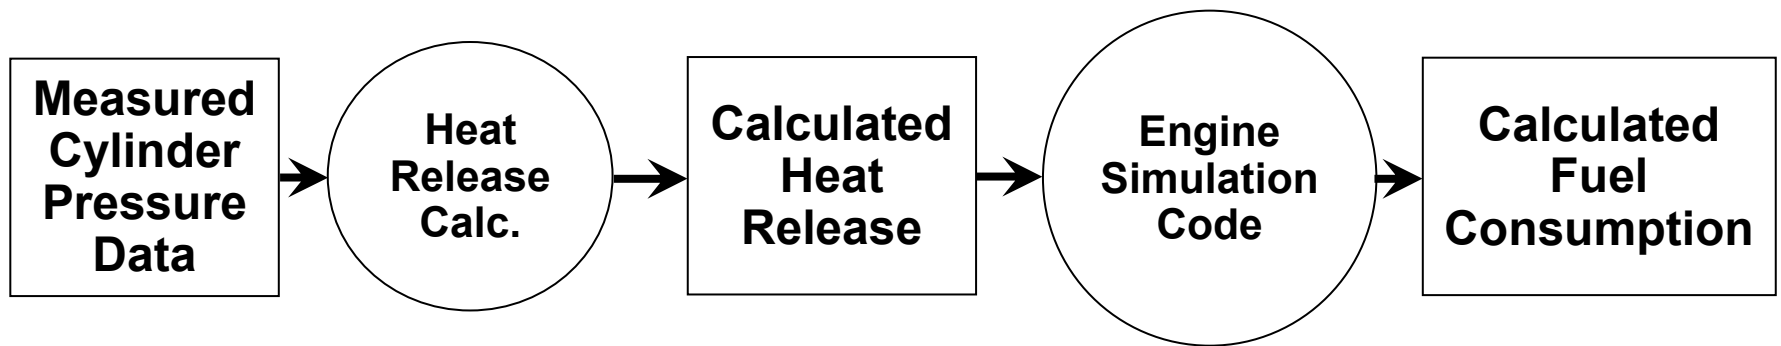 Measured
Cylinder
Pressure
Data
Heat
Release
Calc.
Calculated
Heat
Release
Engine
Simulation
Code
Calculated
Fuel
Consumption